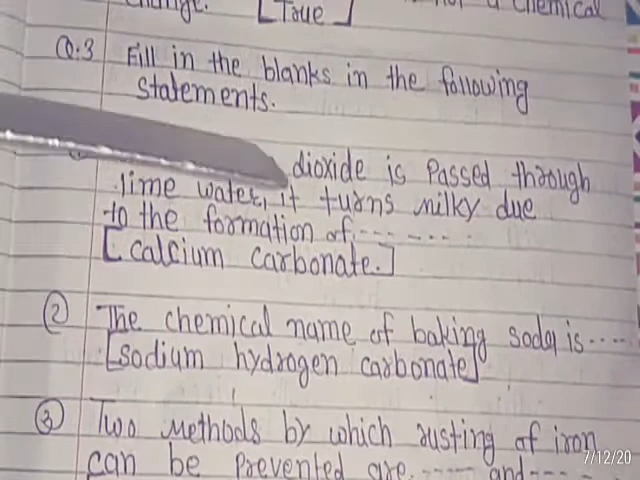 change. [True]
a chemical
Q.3 Fill in the blanks in the following
statements.
dioxide is passed through
lime water, it turns milky due
to the formation of.........
[calcium carbonate.]
② The chemical name of baking soda is....
[sodium hydrogen carbonate]
③ Two methods by which rusting of iron
can be prevented are...... and.....
7/12/20